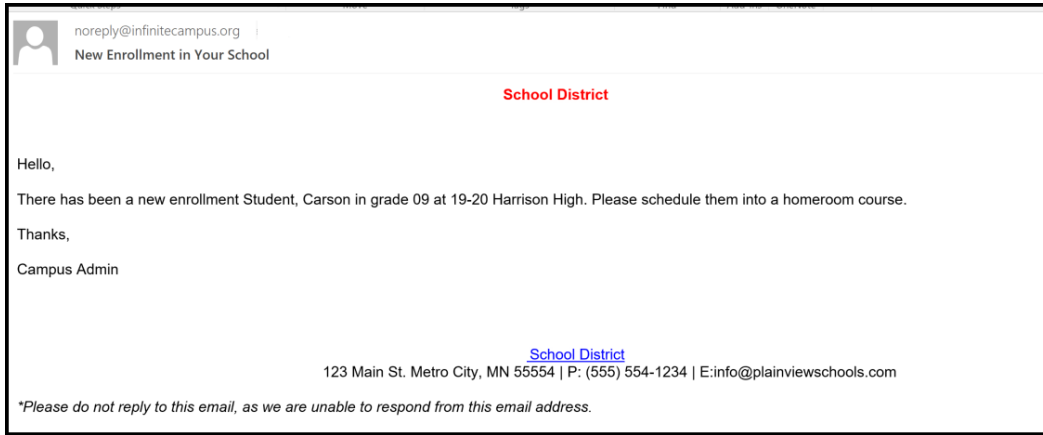 noreply@infinitecampus.org
New Enrollment in Your School
School District
Hello,
There has been a new enrollment Student, Carson in grade 09 at 19-20 Harrison High. Please schedule them into a homeroom course.
Thanks,
Campus Admin
School District
123 Main St. Metro City, MN 55554 | P: (555) 554-1234 | E:info@plainviewschools.com
*Please do not reply to this email, as we are unable to respond from this email address.